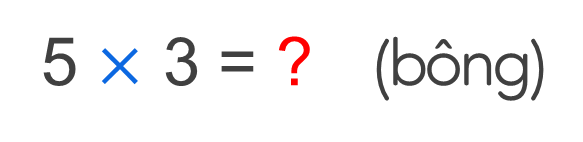 5 × 3 = ? (bông)